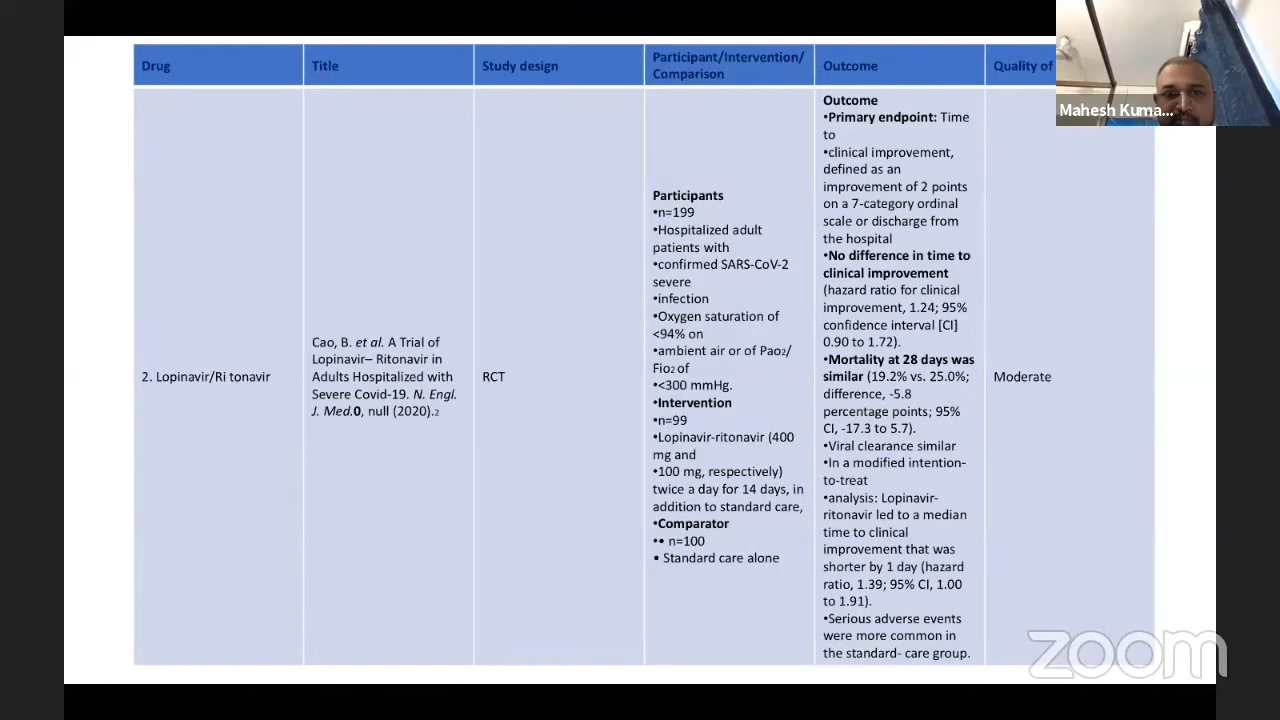 Drug
Title
Study design
Participant/Intervention/
Comparison
Outcome
Quality of
2. Lopinavir/Ri tonavir
Cao, B. et al. A Trial of
Lopinavir– Ritonavir in
Adults Hospitalized with
Severe Covid-19. N. Engl.
J. Med.0, null (2020).2
RCT
Participants
•n=199
•Hospitalized adult
patients with
•confirmed SARS-CoV-2
severe
•infection
•Oxygen saturation of
<94% on
•ambient air or of Pao2/
Fio2 of
•<300 mmHg.
•Intervention
•n=99
•Lopinavir-ritonavir (400
mg and
•100 mg, respectively)
twice a day for 14 days, in
addition to standard care,
•Comparator
•• n=100
• Standard care alone
Outcome
•Primary endpoint: Time
to
•clinical improvement,
defined as an
improvement of 2 points
on a 7-category ordinal
scale or discharge from
the hospital
•No difference in time to
clinical improvement
(hazard ratio for clinical
improvement, 1.24; 95%
confidence interval [CI]
0.90 to 1.72).
•Mortality at 28 days was
similar (19.2% vs. 25.0%;
difference, -5.8
percentage points; 95%
CI, -17.3 to 5.7).
•Viral clearance similar
•In a modified intention-
to-treat
•analysis: Lopinavir-
ritonavir led to a median
time to clinical
improvement that was
shorter by 1 day (hazard
ratio, 1.39; 95% CI, 1.00
to 1.91).
•Serious adverse events
were more common in
the standard- care group.
Moderate
Mahesh Kuma...
zoom